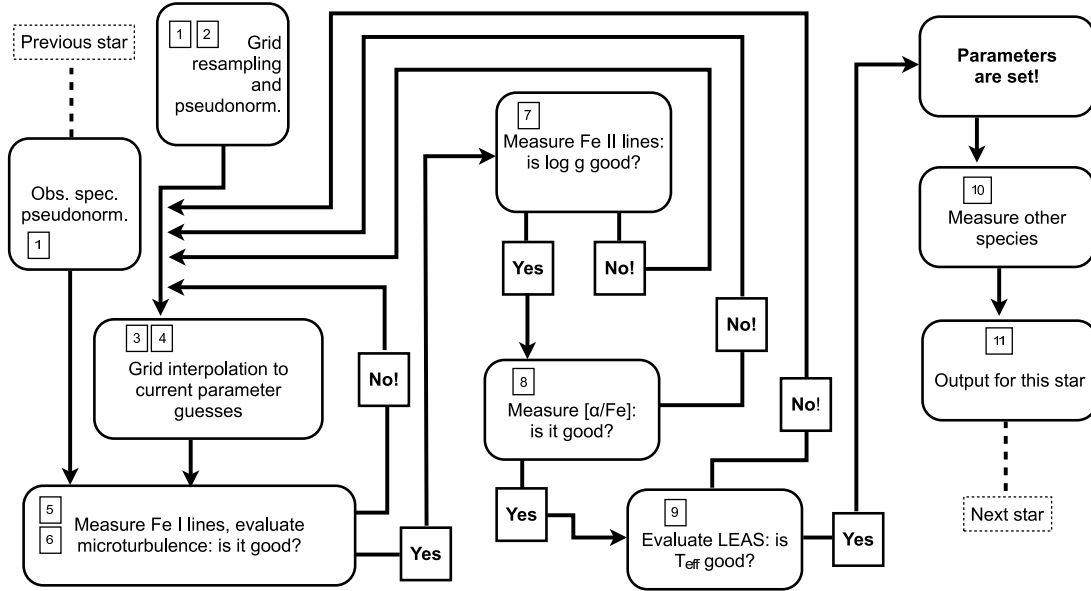 Previous star
1 2
Grid
resampling
and
pseudonorm.
Obs. spec.
pseudonorm.
1
3 4
Grid interpolation to
current parameter
guesses
No!
5
6
Measure Fe I lines, evaluate
microturbulence: is it good?
Yes
7
Measure Fe II lines:
is log g good?
Yes
No!
8
Measure [α/Fe]:
is it good?
No!
Yes
9
Evaluate LEAS: is
Teff good?
No!
Yes
Parameters
are set!
10
Measure other
species
11
Output for this star
Next star